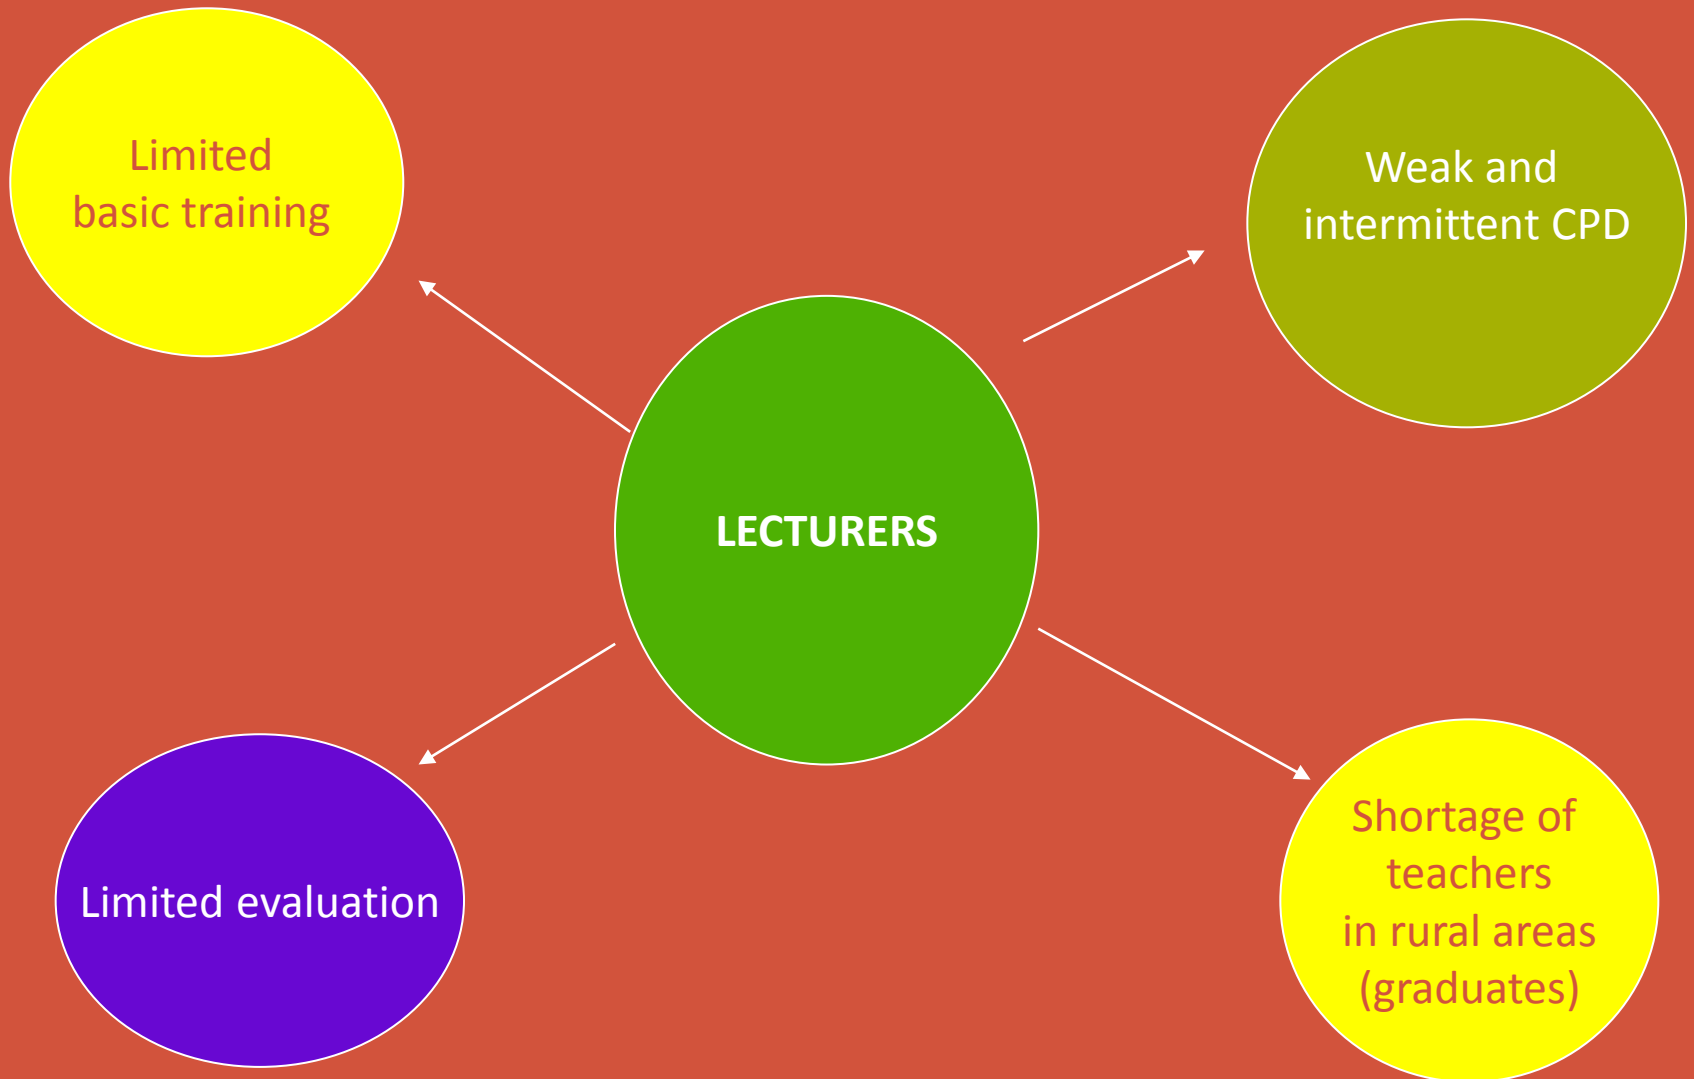 Limited
basic training
Weak and
intermittent CPD
LECTURERS
Limited evaluation
Shortage of
teachers
in rural areas
(graduates)